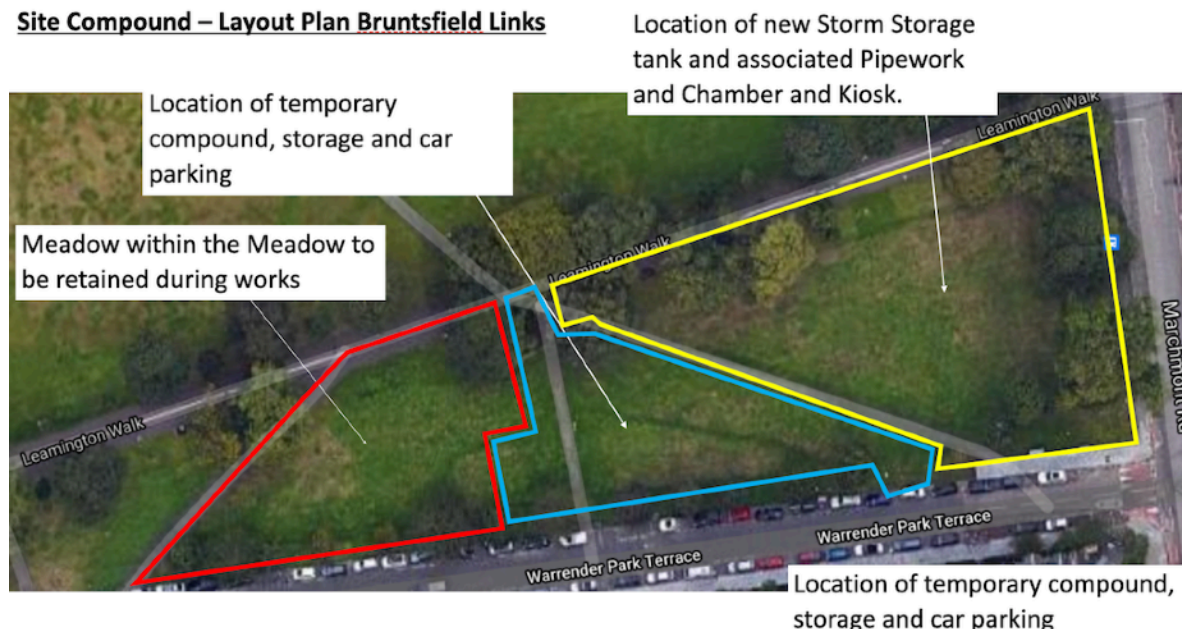 Site Compound – Layout Plan Bruntsfield Links
Location of new Storm Storage
tank and associated Pipework
and Chamber and Kiosk.
Location of temporary
compound, storage and car
parking
Leamington Walk
Meadow within the Meadow to
be retained during works
Leamington Walk
Marchmont Rd
Leamington Walk
Warrender Park Terrace
Warrender Park Terrace
Location of temporary compound,
storage and car parking